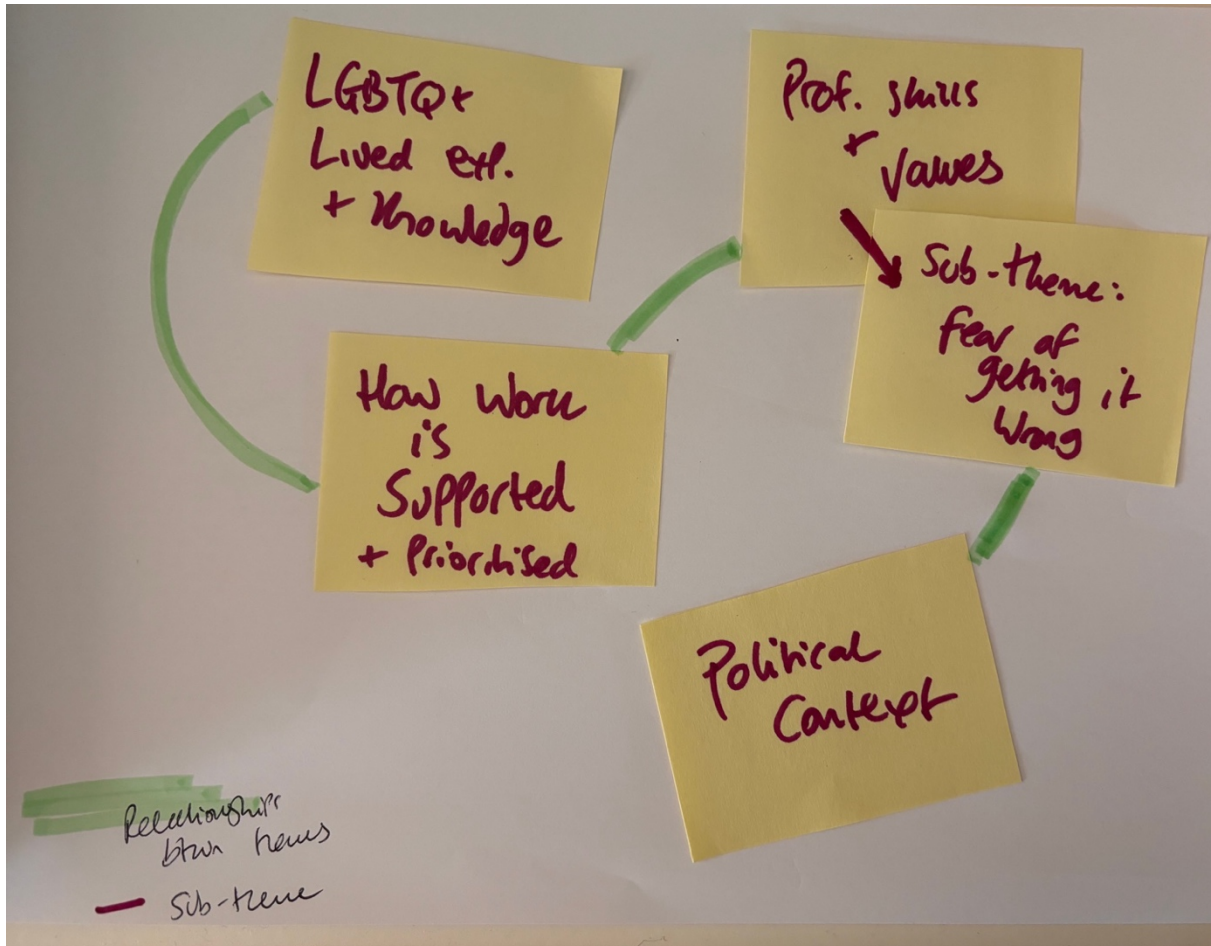 LGBTQ+
Lived exp.
+ Knowledge
Prof. skills
+
values
Sub-theme:
fear of
getting it
wrong
How work
is
Supported
+ Prioritised
Political
Context
Relationships
btwn themes
Sub-theme